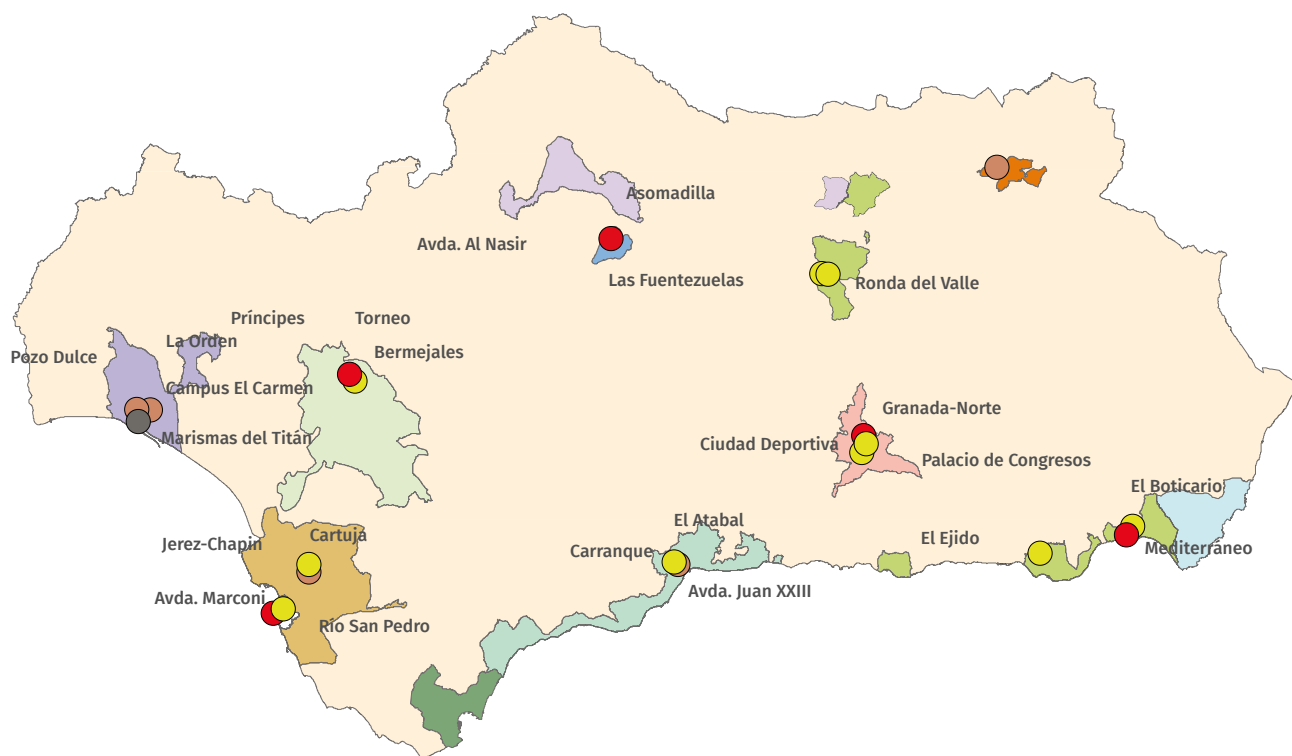 Asomadilla
Avda. Al Nasir
Las Fuentezuelas
Ronda del Valle
Príncipes
Torneo
La Orden
Bermejales
Pozo Dulce
Campus El Carmen
Granada-Norte
Marismas del Titán
Ciudad Deportiva
Palacio de Congresos
El Boticario
El Atabal
Cartuja
El Ejido
Jerez-Chapin
Carranque
Mediterráneo
Avda. Juan XXIII
Avda. Marconi
Río San Pedro